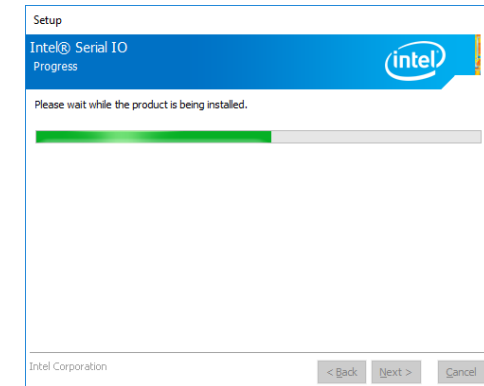 Setup
Intel® Serial IO
Progress
intel
Please wait while the product is being installed.
Intel Corporation
< Back Next > Cancel